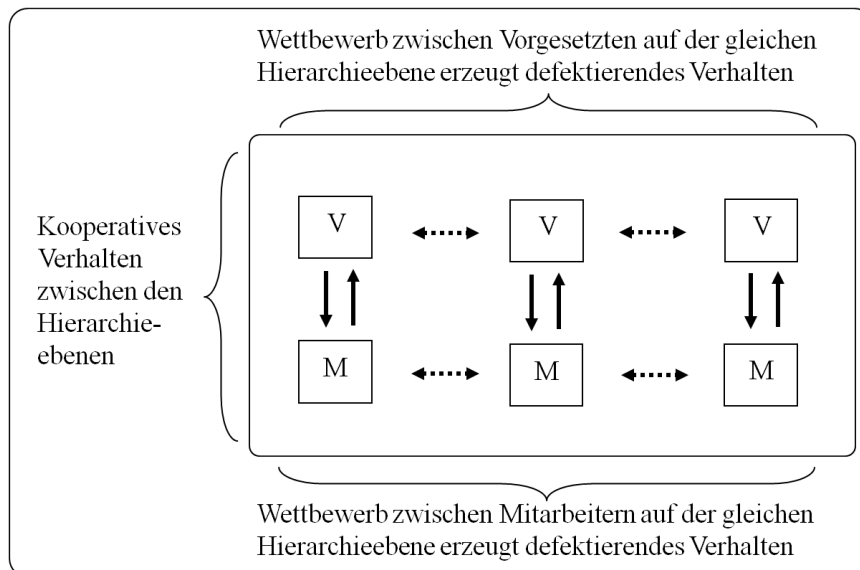 Wettbewerb zwischen Vorgesetzten auf der gleichen
Hierarchieebene erzeugt defektierendes Verhalten
Kooperatives
Verhalten
zwischen den
Hierarchie-
ebenen
V V V
M M M
Wettbewerb zwischen Mitarbeitern auf der gleichen
Hierarchieebene erzeugt defektierendes Verhalten